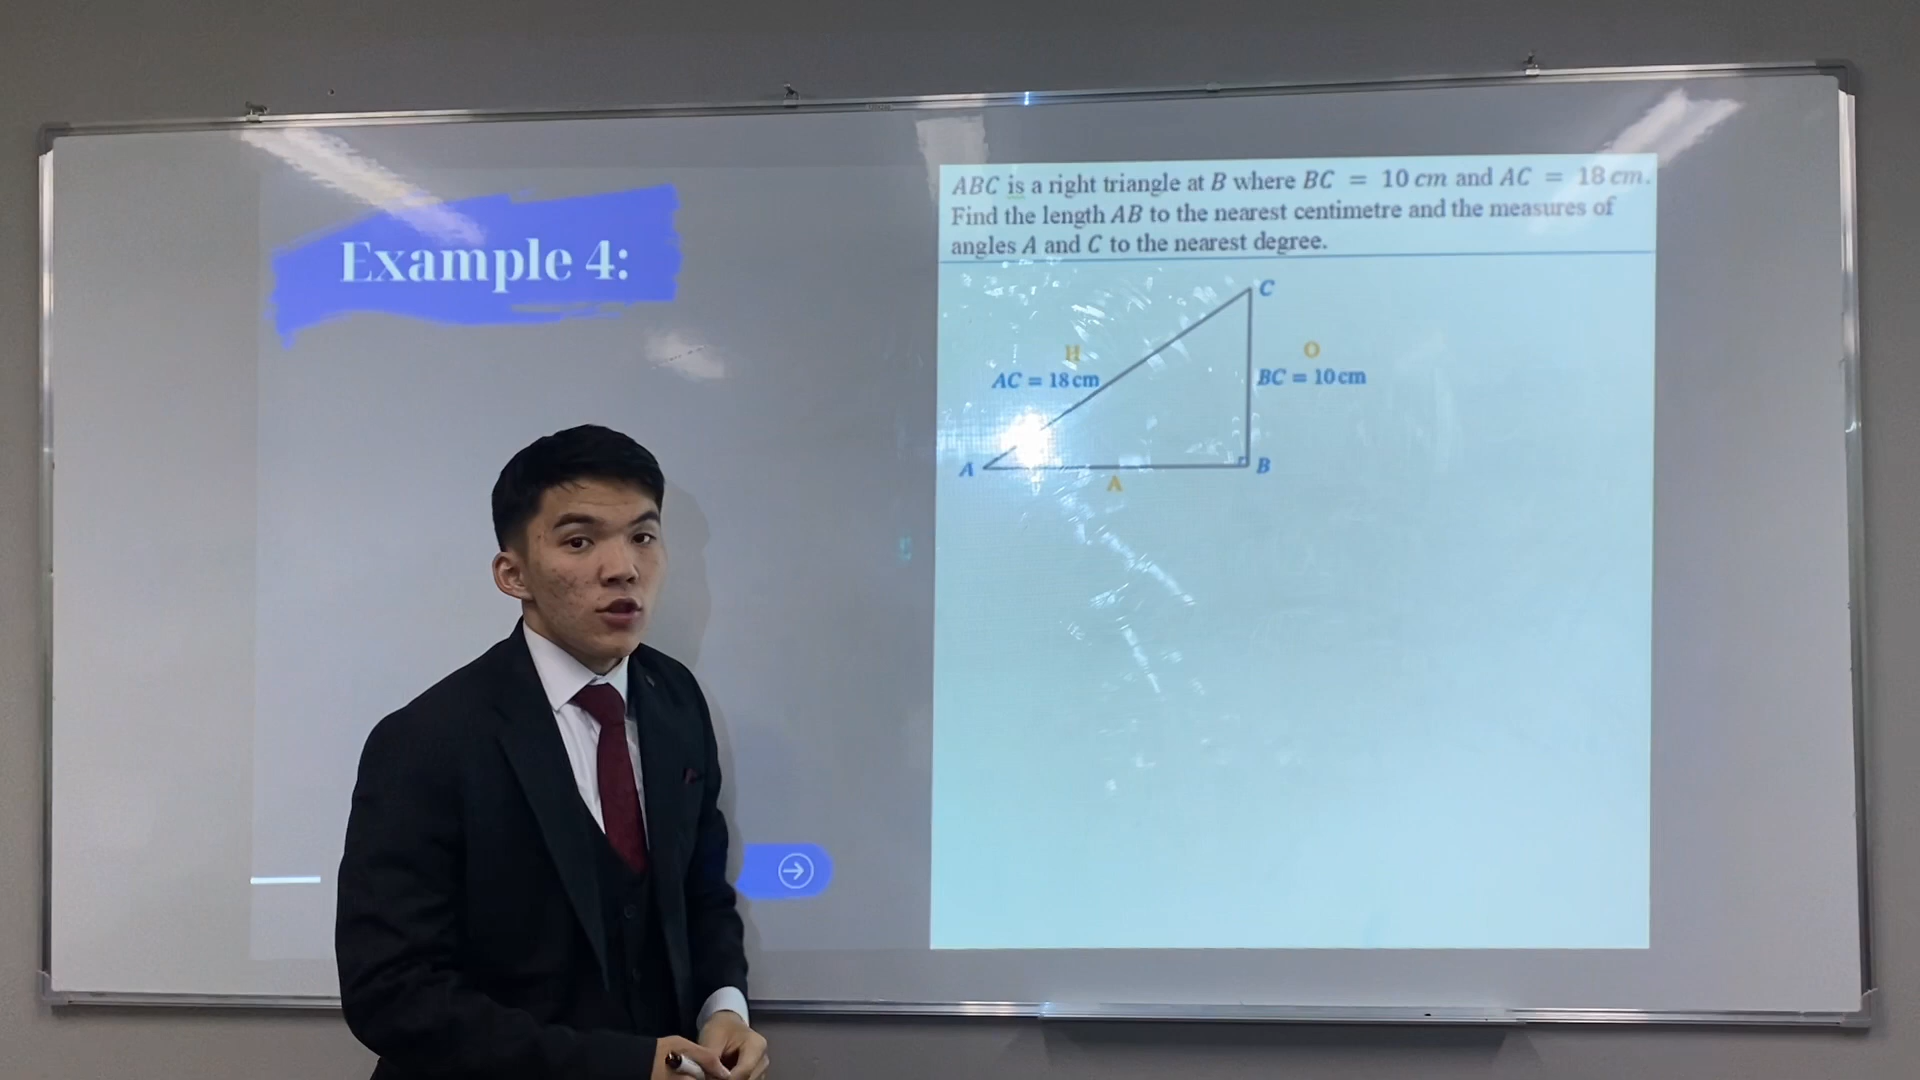 Example 4:
ABC is a right triangle at B where BC = 10 cm and AC = 18 cm.
Find the length AB to the nearest centimetre and the measures of
angles A and C to the nearest degree.
C
H
O
AC = 18 cm
BC = 10 cm
A
B
A